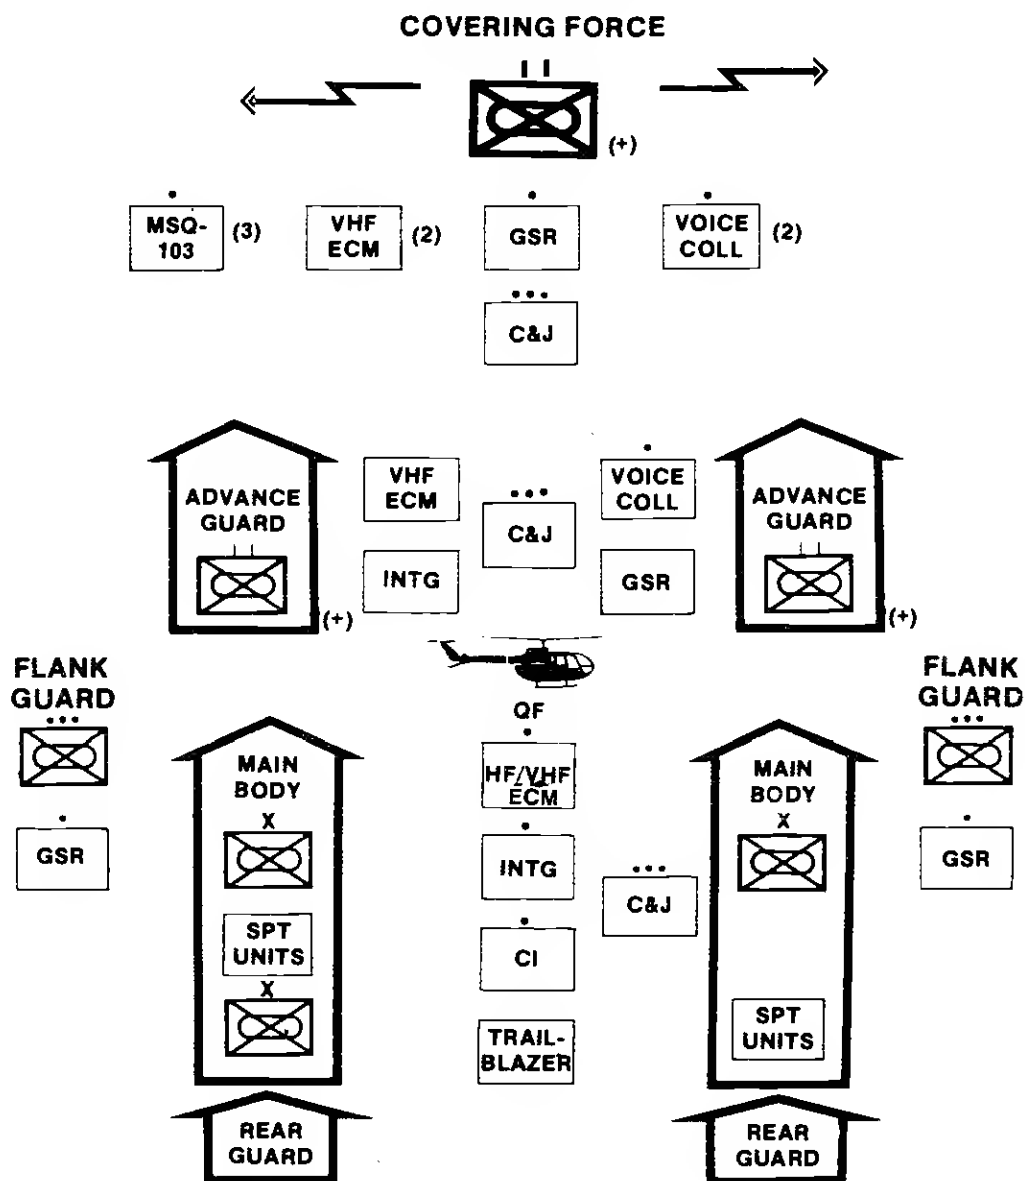 COVERING FORCE
(+)
MSQ-
103
(3)
VHF
ECM
(2)
GSR
VOICE
COLL
(2)
C&J
ADVANCE
GUARD
(+)
VHF
ECM
INTG
C&J
VOICE
COLL
GSR
ADVANCE
GUARD
(+)
FLANK
GUARD
GSR
MAIN
BODY
X
SPT
UNITS
X
QF
HF/VHF
ECM
INTG
CI
TRAIL-
BLAZER
C&J
MAIN
BODY
X
SPT
UNITS
FLANK
GUARD
GSR
REAR
GUARD
REAR
GUARD